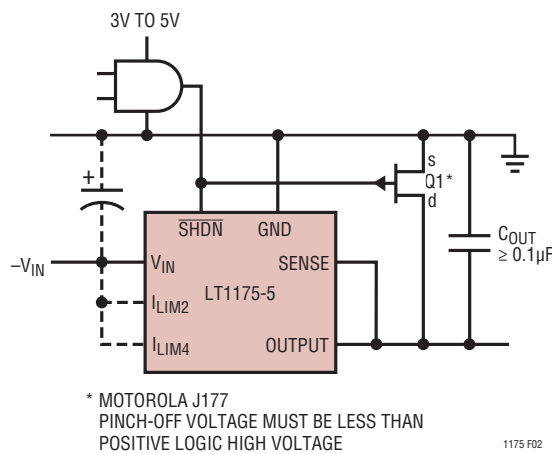 3V TO 5V
+
s
Q1*
d
SHDN GND
COUT
≥ 0.1µF
–VIN
VIN SENSE
LT1175-5
ILIM2
ILIM4 OUTPUT
* MOTOROLA J177
PINCH-OFF VOLTAGE MUST BE LESS THAN
POSITIVE LOGIC HIGH VOLTAGE
1175 F02